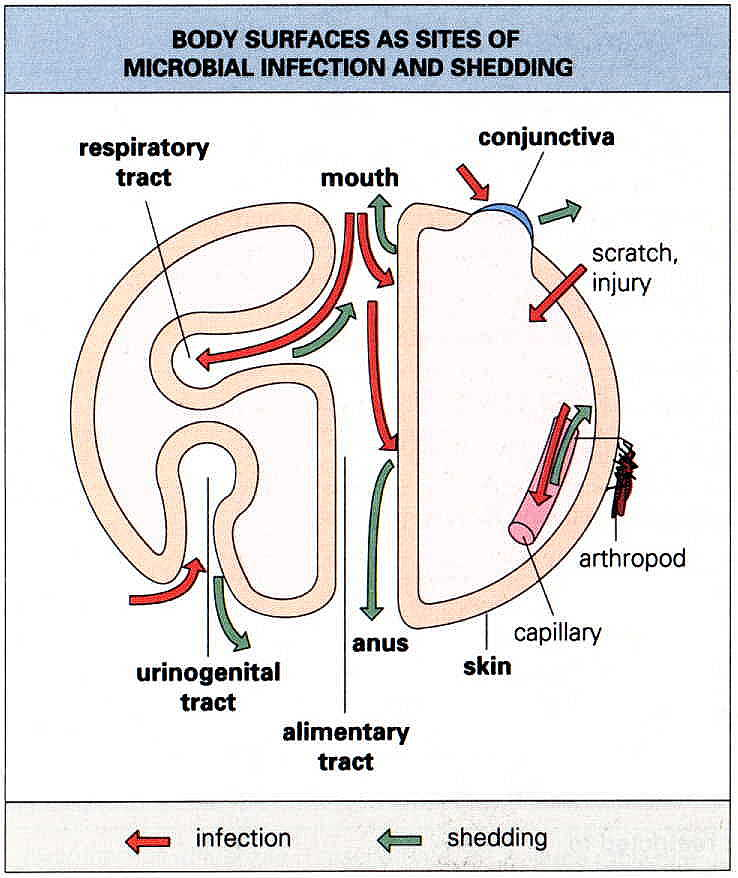 BODY SURFACES AS SITES OF
MICROBIAL INFECTION AND SHEDDING
respiratory
tract
mouth
conjunctiva
scratch,
injury
arthropod
capillary
skin
anus
urinogenital
tract
alimentary
tract
infection
shedding